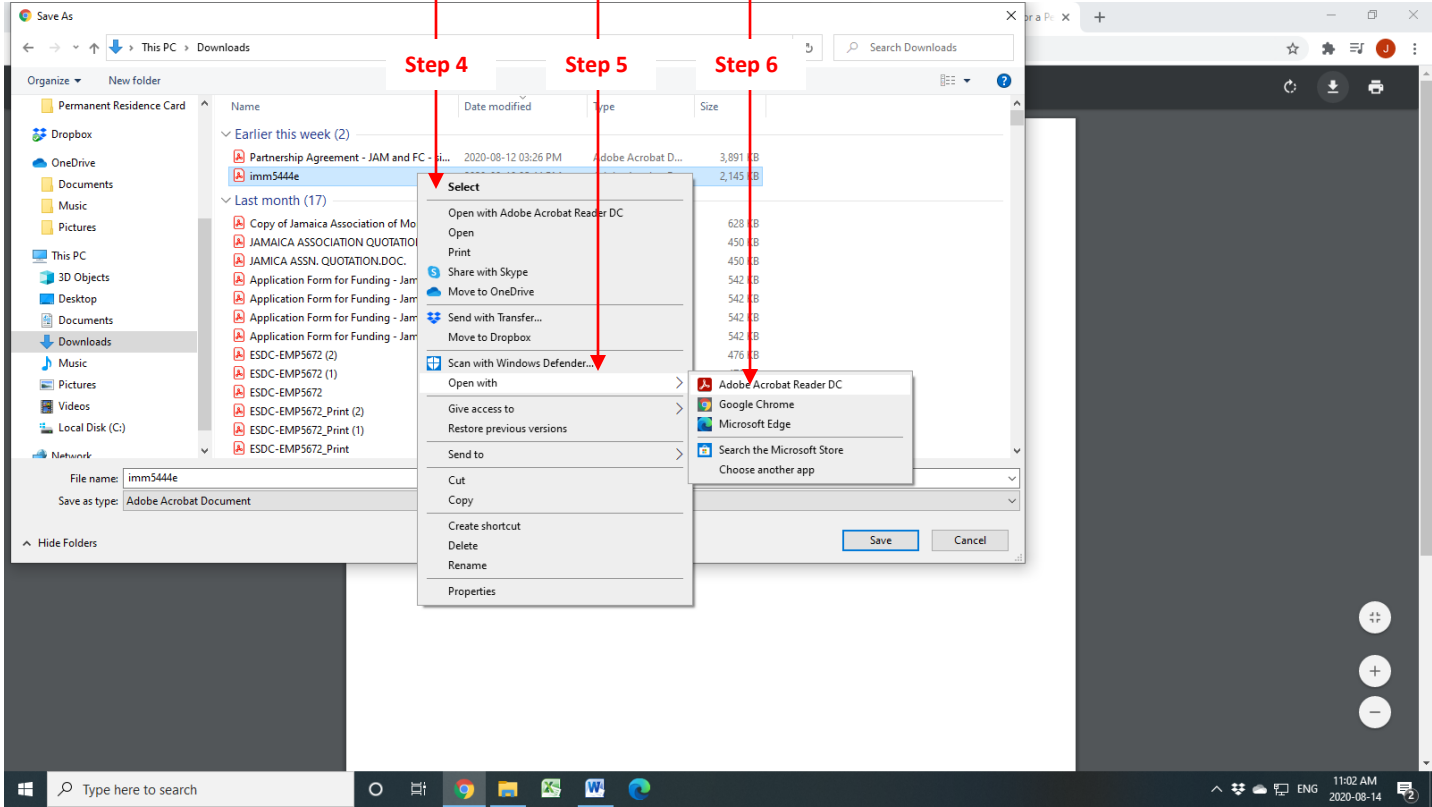 Save As
or a Pe
This PC › Downloads
Search Downloads
Step 4 Step 5 Step 6
Organize New folder
Name Date modified Type Size
Permanent Residence Card
Dropbox
OneDrive
Documents
Music
Pictures
This PC
3D Objects
Desktop
Documents
Downloads
Music
Pictures
Videos
Local Disk (C:)
Network
Earlier this week (2)
Partnership Agreement - JAM and FC - si... 2020-08-12 03:26 PM Adobe Acrobat D... 3,891 KB
imm5444e 2,145 KB
Last month (17)
Copy of Jamaica Association of Mo 628 KB
JAMAICA ASSOCIATION QUOTATIO 450 KB
JAMICA ASSN. QUOTATION.DOC. 450 KB
Application Form for Funding - Jam 542 KB
Application Form for Funding - Jam 542 KB
Application Form for Funding - Jam 542 KB
Application Form for Funding - Jam 542 KB
ESDC-EMP5672 (2) 476 KB
ESDC-EMP5672 (1)
ESDC-EMP5672
ESDC-EMP5672_Print (2)
ESDC-EMP5672_Print (1)
ESDC-EMP5672_Print
Select
Open with Adobe Acrobat Reader DC
Open
Print
Share with Skype
Move to OneDrive
Send with Transfer...
Move to Dropbox
Scan with Windows Defender...
Open with
Give access to
Restore previous versions
Send to
Cut
Copy
Create shortcut
Delete
Rename
Properties
Adobe Acrobat Reader DC
Google Chrome
Microsoft Edge
Search the Microsoft Store
Choose another app
File name: imm5444e
Save as type: Adobe Acrobat Document
Hide Folders
Save Cancel
Type here to search
ENG
11:02 AM
2020-08-14
J
2